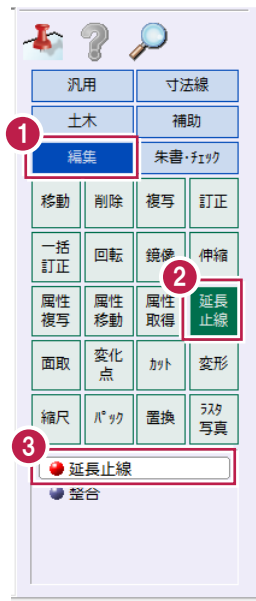 汎用 寸法線
土木 補助
1
編集 朱書・ﾁｪｯｸ
移動 削除 複写 訂正
一括訂正 回転 鏡像 伸縮
2
属性複写 属性移動 属性取得 延長止線
面取 変化点 ｶｯﾄ 変形
縮尺 ﾊﾟｯｸ 置換 ﾗｽﾀ写真
3
延長止線
整合